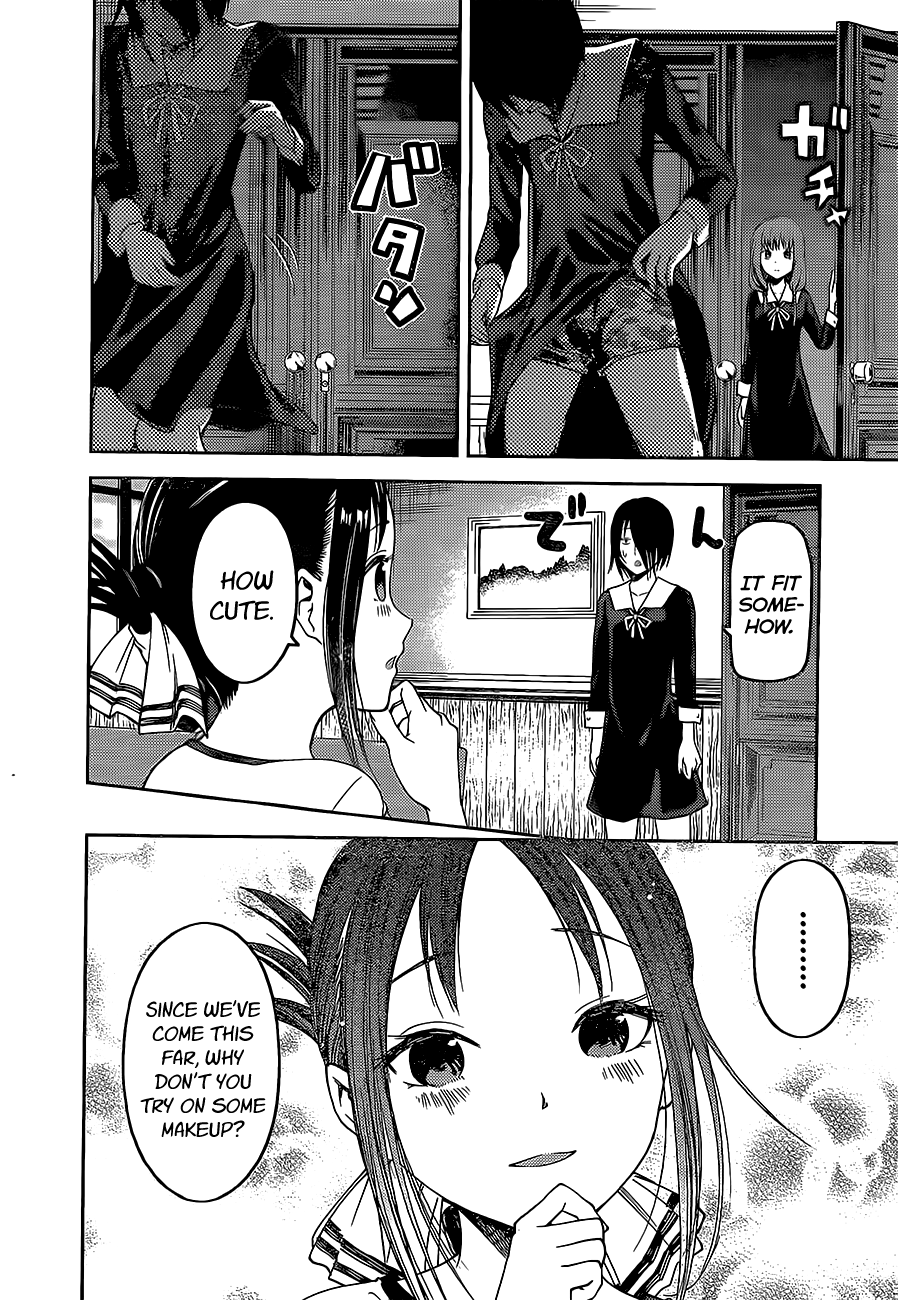 ガチャ
バタン
IT FIT
SOME-
HOW.
で
ん
HOW
CUTE.
.........
SINCE WE'VE
COME THIS
FAR, WHY
DON'T YOU
TRY ON SOME
MAKEUP?